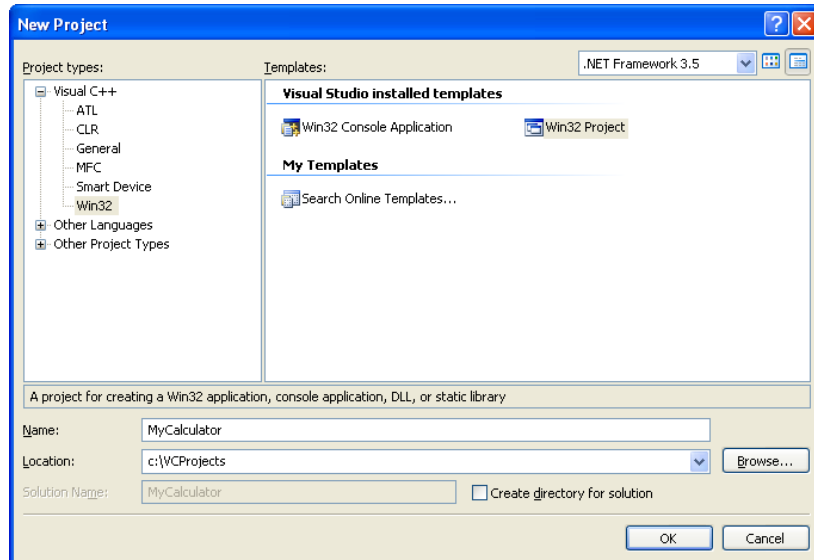 New Project
Project types:
Templates:
.NET Framework 3.5
Visual C++
ATL
CLR
General
MFC
Smart Device
Win32
Other Languages
Other Project Types
Visual Studio installed templates
Win32 Console Application
Win32 Project
My Templates
Search Online Templates...
A project for creating a Win32 application, console application, DLL, or static library
Name:
MyCalculator
Location:
c:\VCProjects
Browse...
Solution Name:
MyCalculator
Create directory for solution
OK
Cancel